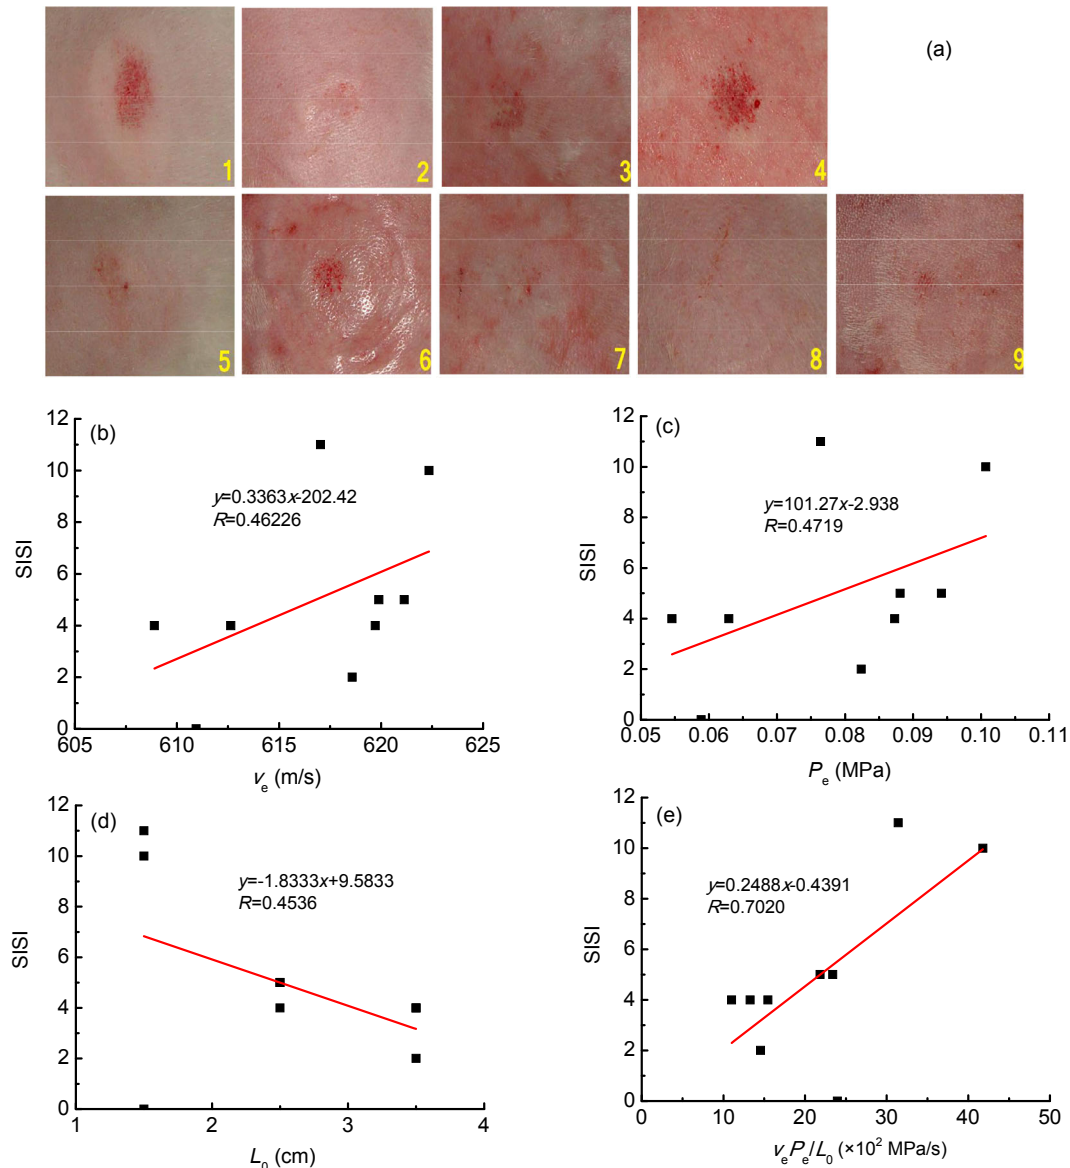 (a)
1 2 3 4
5 6 7 8 9
(b)
12
10
8
6
4
2
0
SISI
y=0.3363x-202.42
R=0.46226
605 610 615 620 625
ve (m/s)
(c)
12
10
8
6
4
2
0
SISI
y=101.27x-2.938
R=0.4719
0.05 0.06 0.07 0.08 0.09 0.10 0.11
Pe (MPa)
(d)
12
10
8
6
4
2
0
SISI
y=-1.8333x+9.5833
R=0.4536
1 2 3 4
L0 (cm)
(e)
12
10
8
6
4
2
0
SISI
y=0.2488x-0.4391
R=0.7020
0 10 20 30 40 50
vePe/L0 (×10² MPa/s)